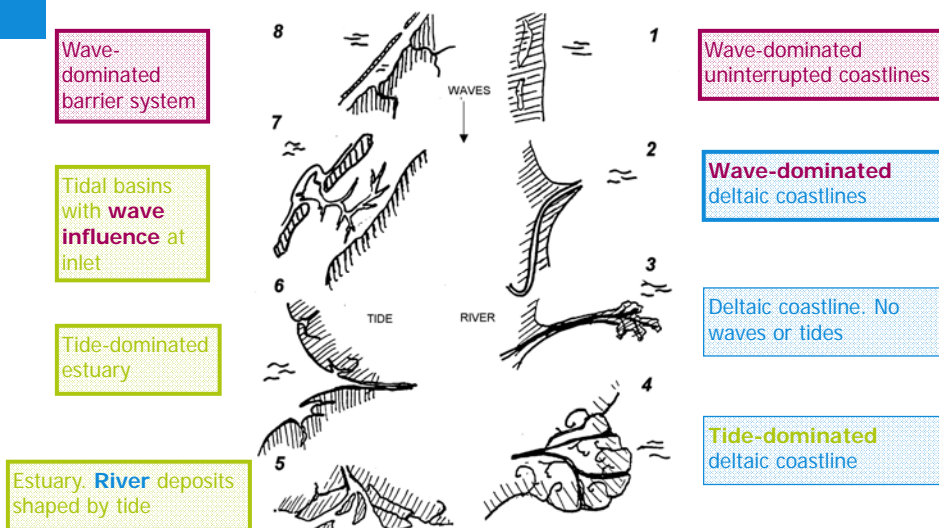 8
1
Wave-
dominated
barrier system
WAVES
Wave-dominated
uninterrupted coastlines
7
2
Tidal basins
with wave
influence at
inlet
Wave-dominated
deltaic coastlines
6
3
TIDE
RIVER
Tide-dominated
estuary
Deltaic coastline. No
waves or tides
5
4
Estuary. River deposits
shaped by tide
Tide-dominated
deltaic coastline